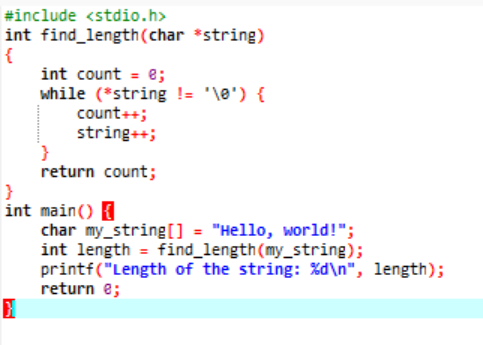 #include <stdio.h>
int find_length(char *string)
{
    int count = 0;
    while (*string != '\0') {
        count++;
        string++;
    }
    return count;
}
int main() {
    char my_string[] = "Hello, world!";
    int length = find_length(my_string);
    printf("Length of the string: %d\n", length);
    return 0;
}